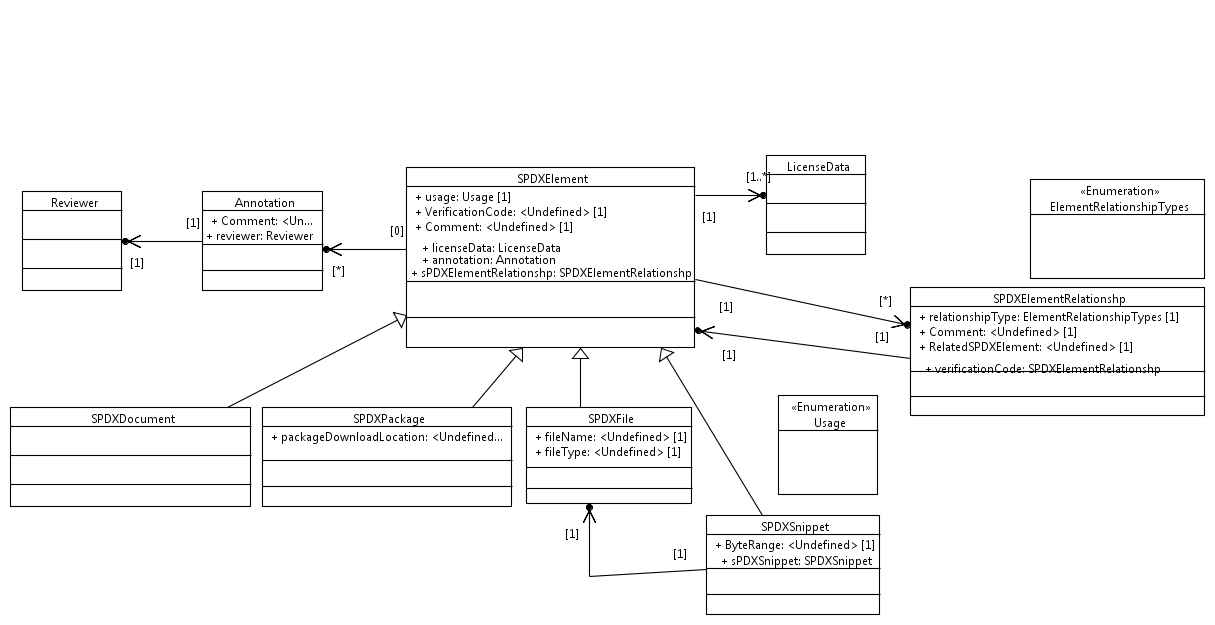 Reviewer
[1]
[1]
Annotation
+ Comment: <Un...
+ reviewer: Reviewer
[0]
[*]
SPDXElement
+ usage: Usage [1]
+ VerificationCode: <Undefined> [1]
+ Comment: <Undefined> [1]
+ licenseData: LicenseData
+ annotation: Annotation
+ sPDXElementRelationshp: SPDXElementRelationshp
[1..*]
[1]
LicenseData
«Enumeration»
ElementRelationshipTypes
[*]
[1]
[1]
[1]
SPDXElementRelationshp
+ relationshipType: ElementRelationshipTypes [1]
+ Comment: <Undefined> [1]
+ RelatedSPDXElement: <Undefined> [1]
+ verificationCode: SPDXElementRelationshp
SPDXDocument
SPDXPackage
+ packageDownloadLocation: <Undefined...
SPDXFile
+ fileName: <Undefined> [1]
+ fileType: <Undefined> [1]
«Enumeration»
Usage
[1]
[1]
SPDXSnippet
+ ByteRange: <Undefined> [1]
+ sPDXSnippet: SPDXSnippet